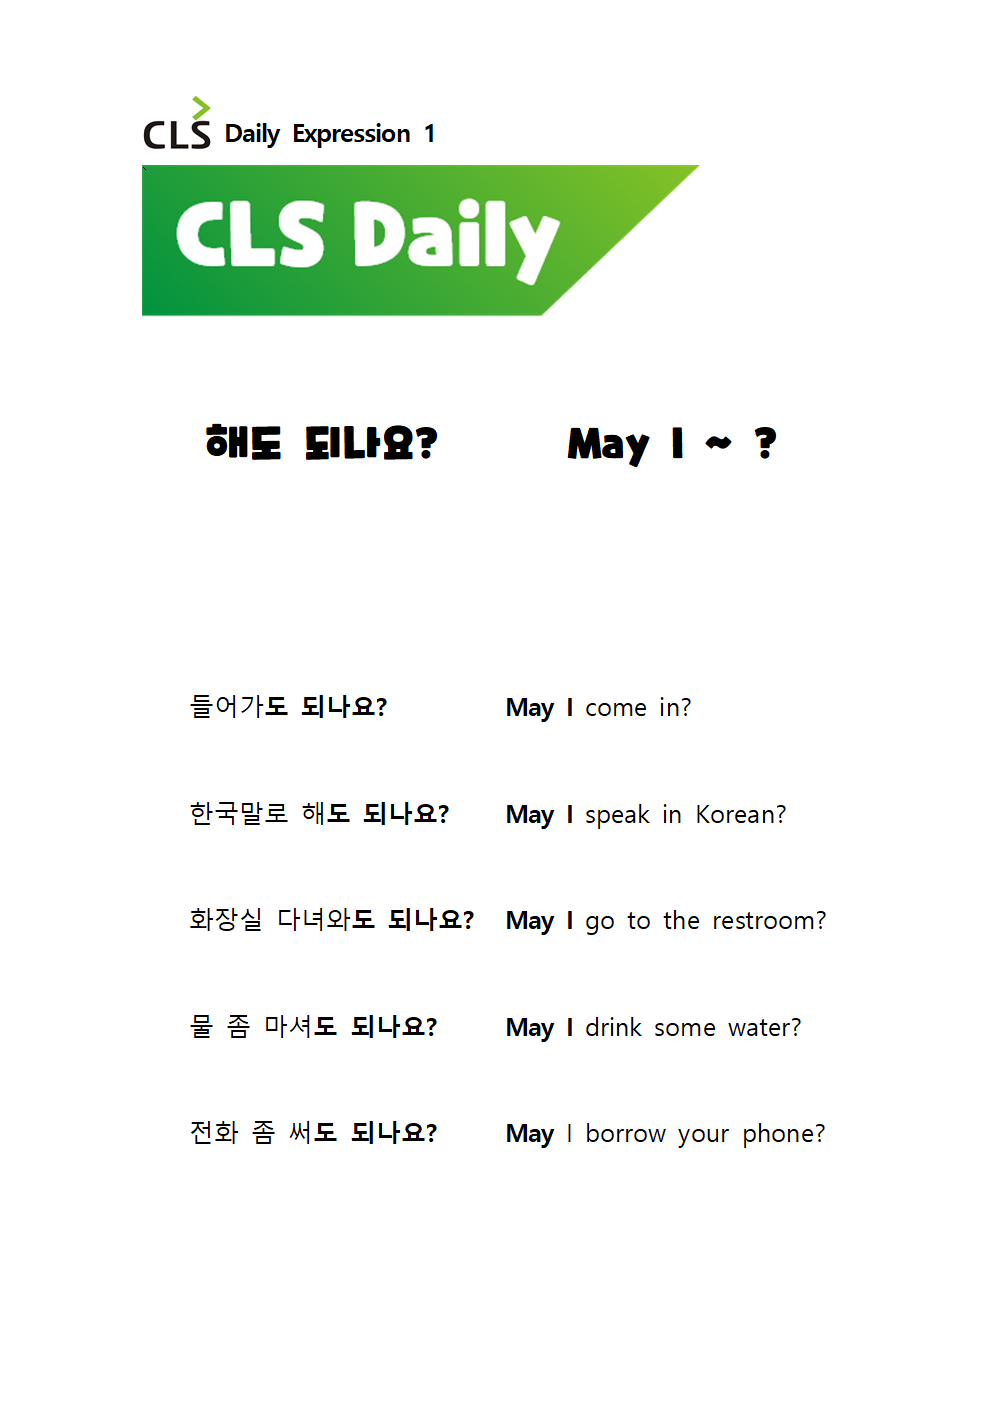 CLS Daily Expression 1
CLS Daily
해도 되나요? May I ~ ?
들어가도 되나요? May I come in?
한국말로 해도 되나요? May I speak in Korean?
화장실 다녀와도 되나요? May I go to the restroom?
물 좀 마셔도 되나요? May I drink some water?
전화 좀 써도 되나요? May I borrow your phone?